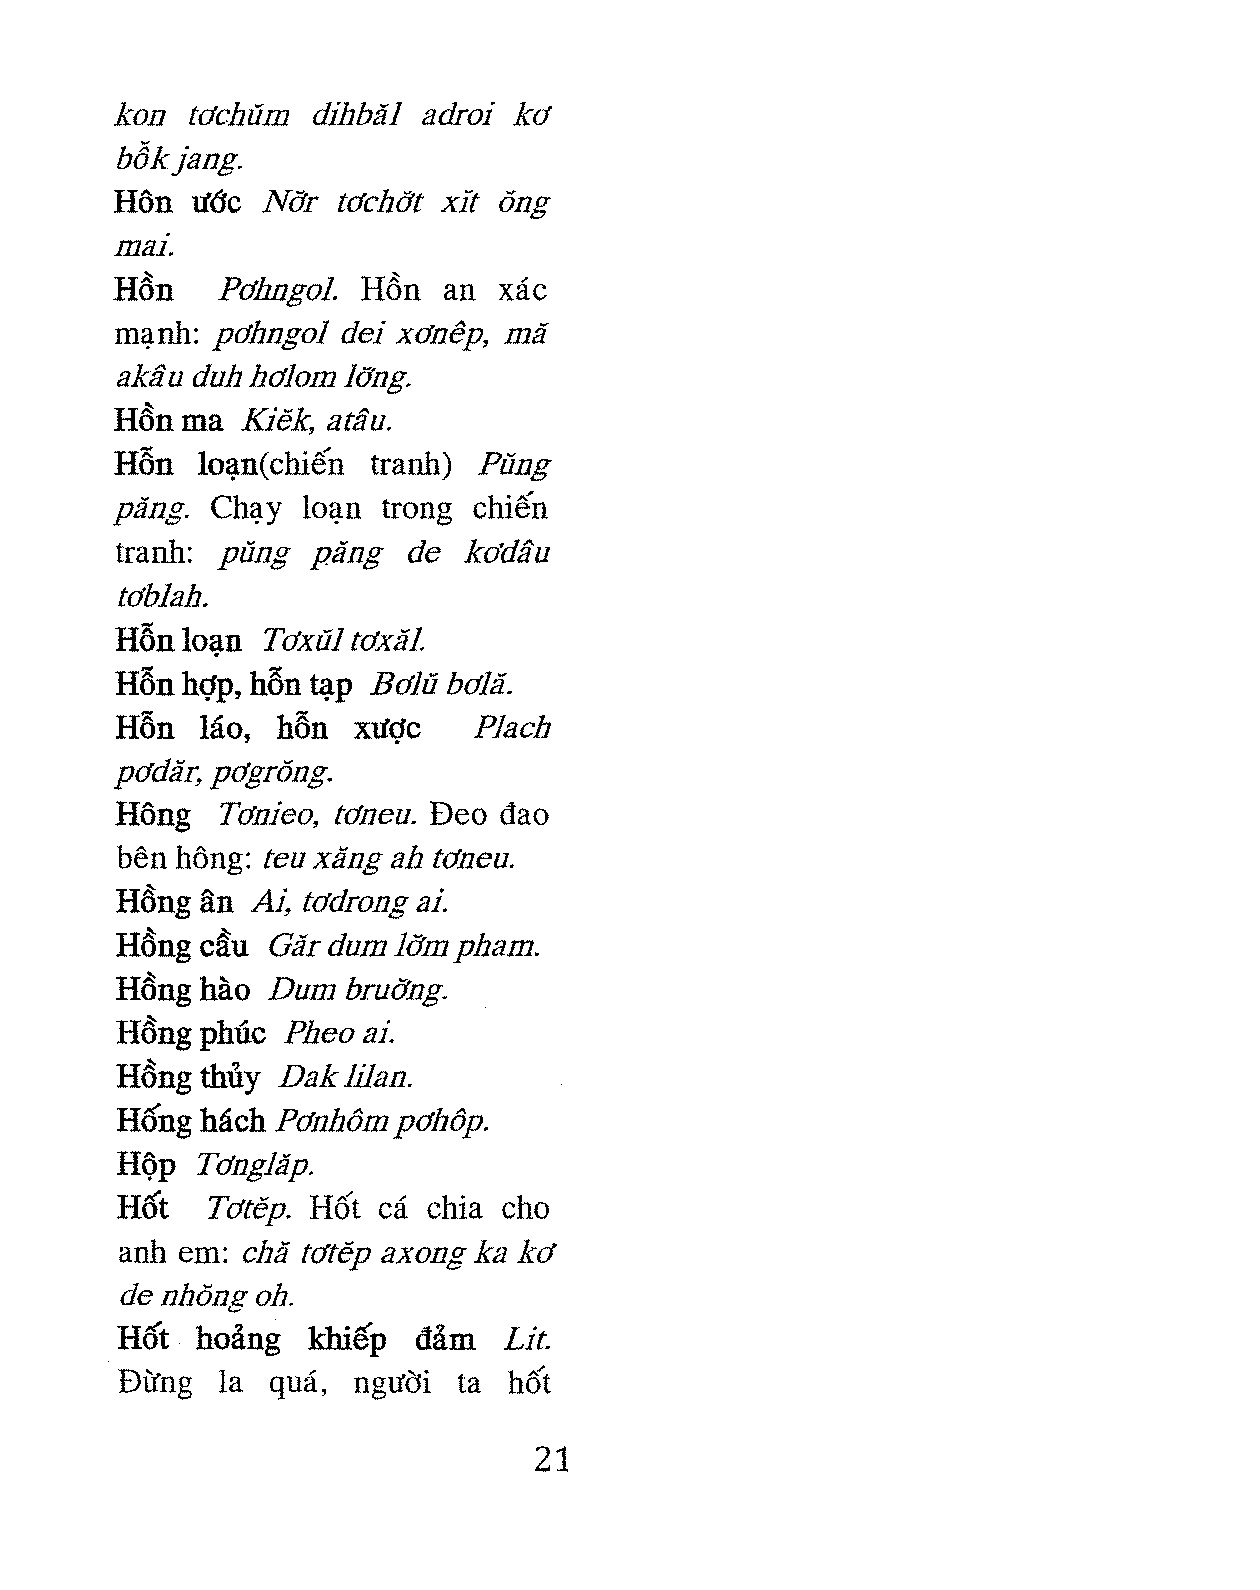 kon tơchŭm dihbăl adroi kơ
bô̆k jang.
Hôn ước Nơ̆r tơchơ̆t xĭt ŏng
mai.
Hồn Pơhngol. Hồn an xác
mạnh: pơhngol dei xơnêp, mă
akâu duh hơlom lơ̆ng.
Hồn ma Kiĕk, atâu.
Hỗn loạn(chiến tranh) Pŭng
păng. Chạy loạn trong chiến
tranh: pŭng păng de kơdâu
tơblah.
Hỗn loạn Tơxŭl tơxăl.
Hỗn hợp, hỗn tạp Bơlŭ bơlă.
Hỗn láo, hỗn xược Plach
pơdăr, pơgrŏng.
Hông Tơnieo, tơneu. Đeo đao
bên hông: teu xăng ah tơneu.
Hồng ân Ai, tơdrong ai.
Hồng cầu Găr dum lơ̆m pham.
Hồng hào Dum bruơ̆ng.
Hồng phúc Pheo ai.
Hồng thủy Dak lilan.
Hống hách Pơnhôm pơhôp.
Hộp Tơnglăp.
Hốt Tơtĕp. Hốt cá chia cho
anh em: chă tơtĕp axong ka kơ
de nhŏng oh.
Hốt hoảng khiếp đảm Lit.
Đừng la quá, người ta hốt
21